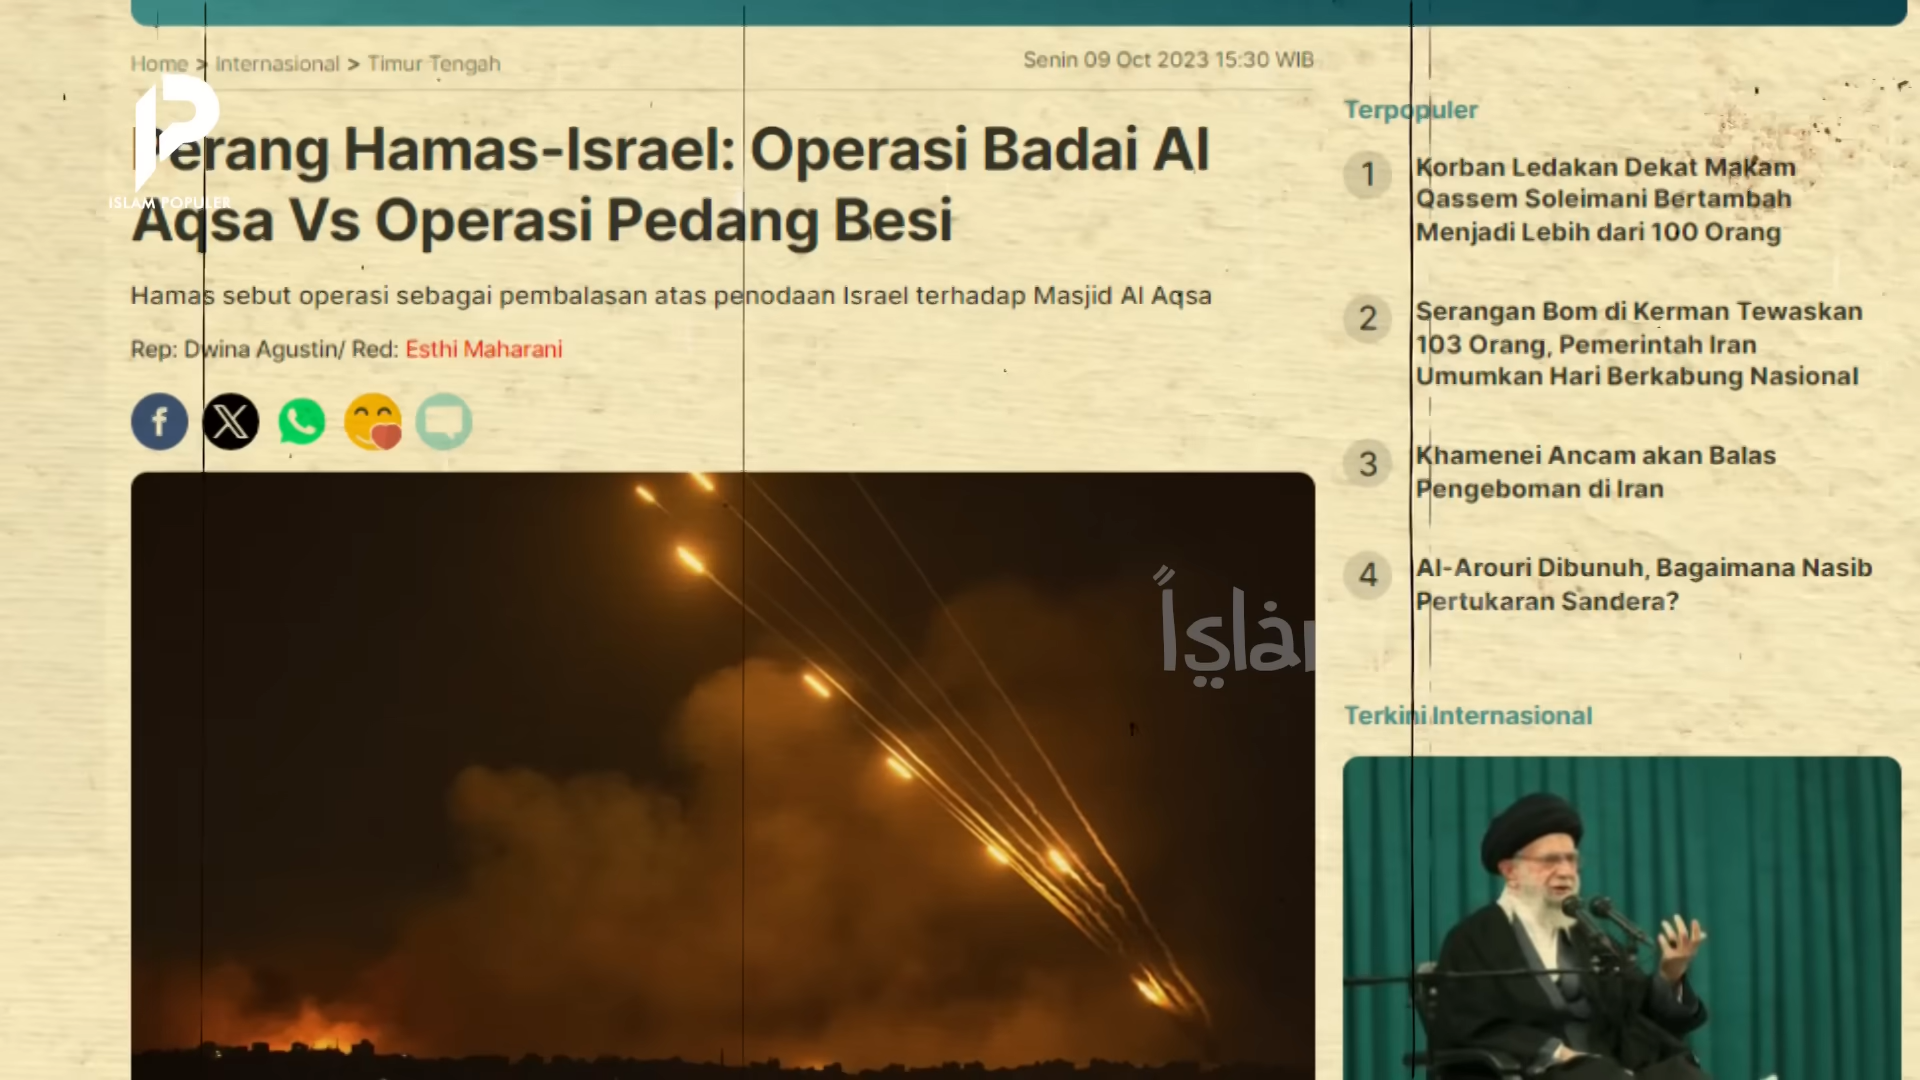 Home > Internasional > Timur Tengah
Senin 09 Oct 2023 15:30 WIB
ISLAM POPULER
Perang Hamas-Israel: Operasi Badai Al
Aqsa Vs Operasi Pedang Besi
Hamas sebut operasi sebagai pembalasan atas penodaan Israel terhadap Masjid Al Aqsa
Rep: Dwina Agustin/ Red: Esthi Maharani
Terpopuler
1
Korban Ledakan Dekat Makam
Qassem Soleimani Bertambah
Menjadi Lebih dari 100 Orang
2
Serangan Bom di Kerman Tewaskan
103 Orang, Pemerintah Iran
Umumkan Hari Berkabung Nasional
3
Khamenei Ancam akan Balas
Pengeboman di Iran
4
Al-Arouri Dibunuh, Bagaimana Nasib
Pertukaran Sandera?
Terkini Internasional